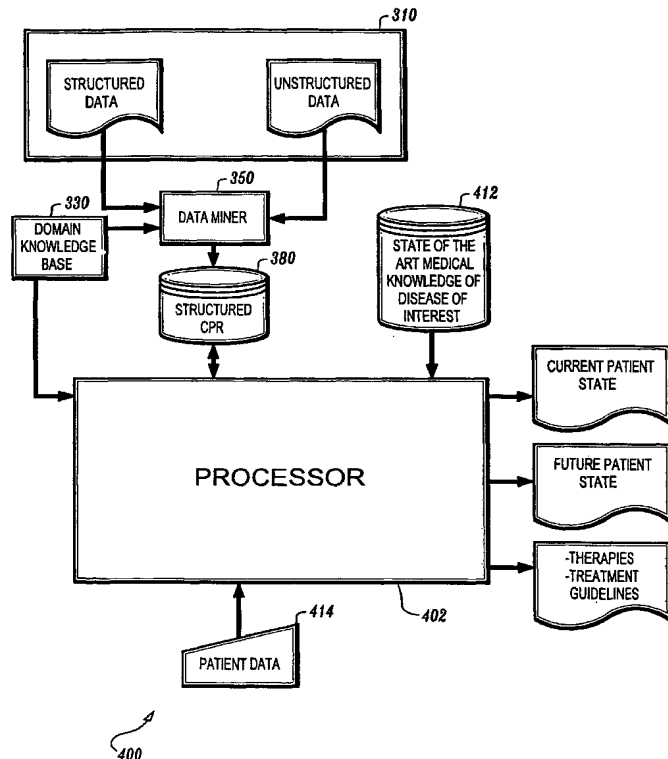 310
STRUCTURED
DATA
UNSTRUCTURED
DATA
330
350
412
DOMAIN
KNOWLEDGE
BASE
DATA MINER
380
STRUCTURED
CPR
STATE OF THE
ART MEDICAL
KNOWLEDGE OF
DISEASE OF
INTEREST
CURRENT PATIENT
STATE
PROCESSOR
FUTURE PATIENT
STATE
-THERAPIES
-TREATMENT
GUIDELINES
402
414
PATIENT DATA
400